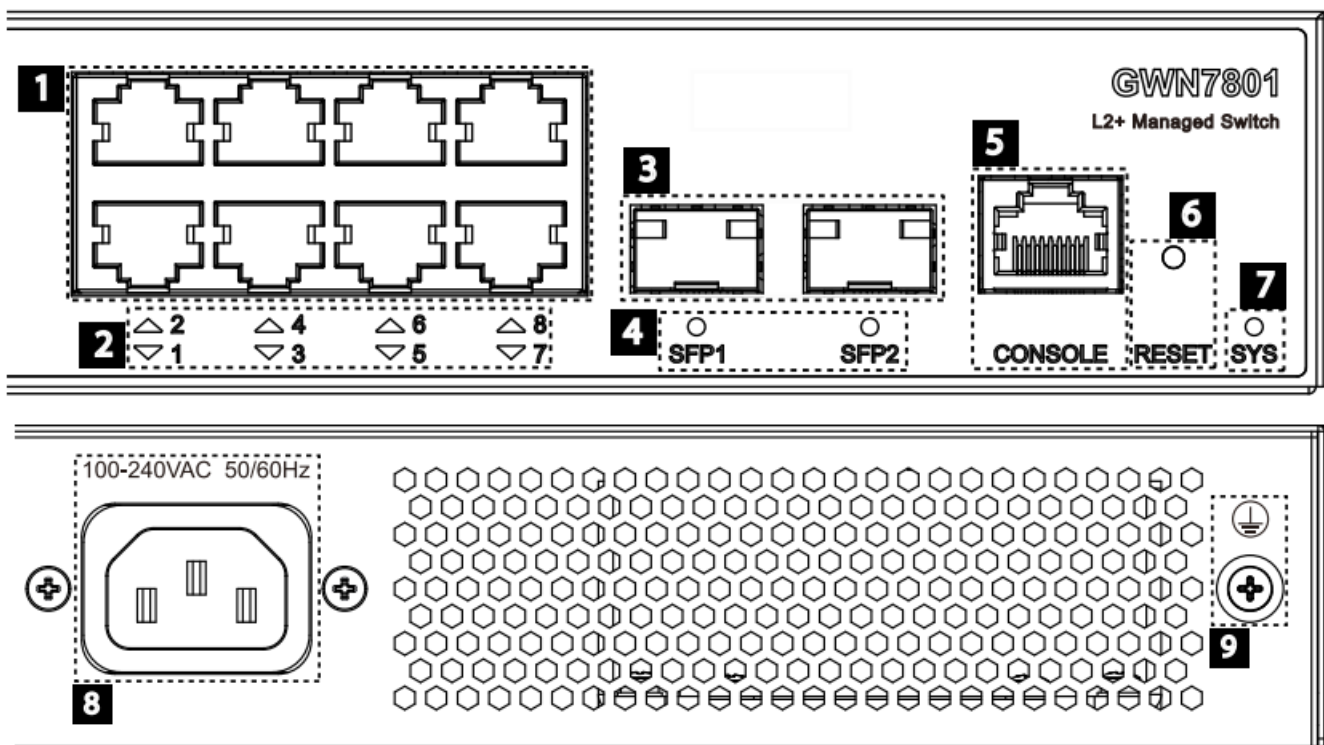 1
GWN7801
L2+ Managed Switch
3
5
6
7
2
2 4 6 8
1 3 5 7
4
SFP1 SFP2 CONSOLE RESET SYS
100-240VAC 50/60Hz
8
9